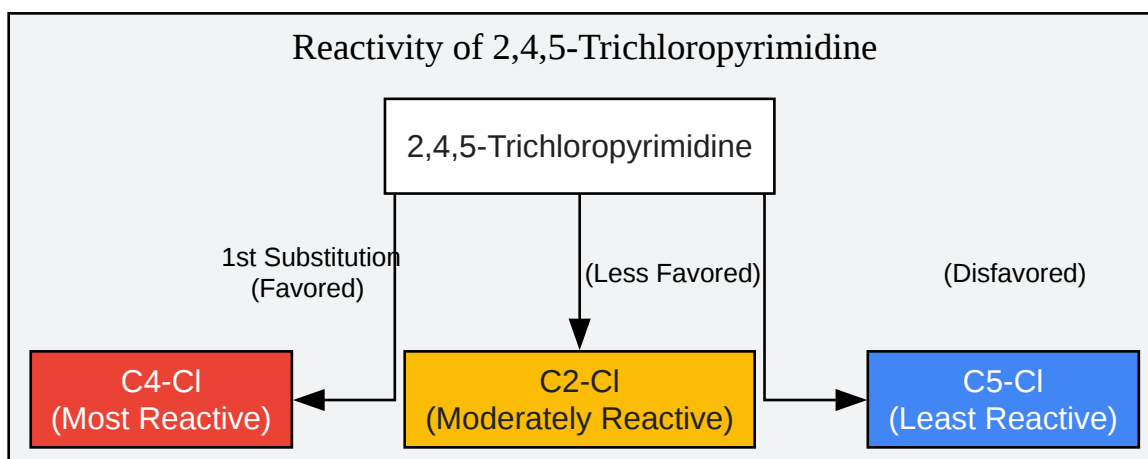 Reactivity of 2,4,5-Trichloropyrimidine
2,4,5-Trichloropyrimidine
1st Substitution
(Favored)
(Less Favored)
(Disfavored)
C4-Cl
(Most Reactive)
C2-Cl
(Moderately Reactive)
C5-Cl
(Least Reactive)